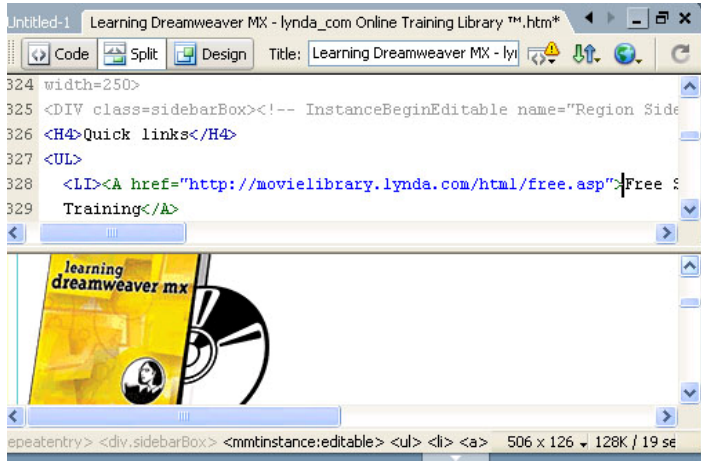 Untitled-1 Learning Dreamweaver MX - lynda_com Online Training Library ™.htm*
Code Split Design Title: Learning Dreamweaver MX - lyn
324 width=250>
325 <DIV class=sidebarBox><!-- InstanceBeginEditable name="Region Side
326 <H4>Quick links</H4>
327 <UL>
328 <LI><A href="http://movielibrary.lynda.com/html/free.asp">Free S
329 Training</A>
learning
dreamweaver mx
epeatentry> <div.sidebarBox> <mmtinstance:editable> <ul> <li> <a> 506 x 126 128K / 19 se